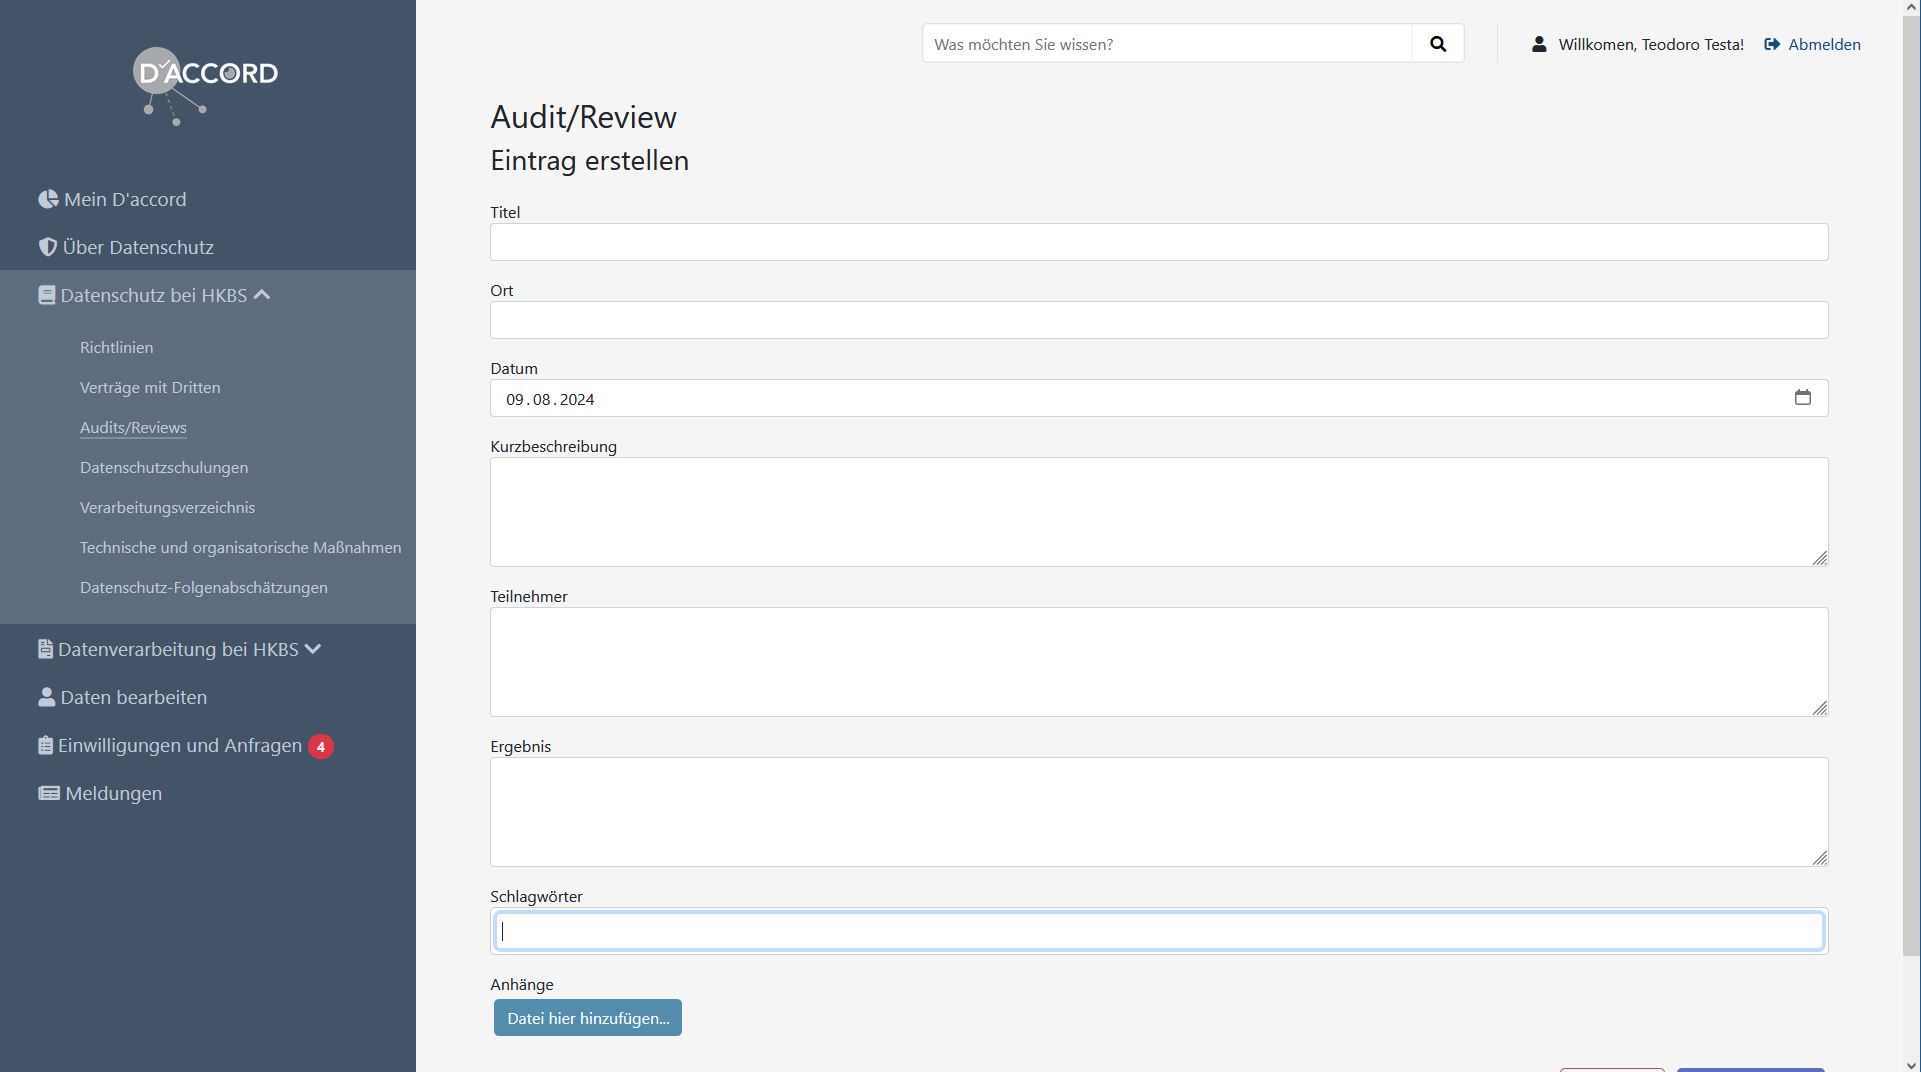 D'ACCORD
Was möchten Sie wissen?
Willkomen, Teodoro Testa!
Abmelden
Mein D'accord
Über Datenschutz
Datenschutz bei HKBS
Richtlinien
Verträge mit Dritten
Audits/Reviews
Datenschutzschulungen
Verarbeitungsverzeichnis
Technische und organisatorische Maßnahmen
Datenschutz-Folgenabschätzungen
Datenverarbeitung bei HKBS
Daten bearbeiten
Einwilligungen und Anfragen 4
Meldungen
Audit/Review
Eintrag erstellen
Titel
Ort
Datum
09.08.2024
Kurzbeschreibung
Teilnehmer
Ergebnis
Schlagwörter
Anhänge
Datei hier hinzufügen...